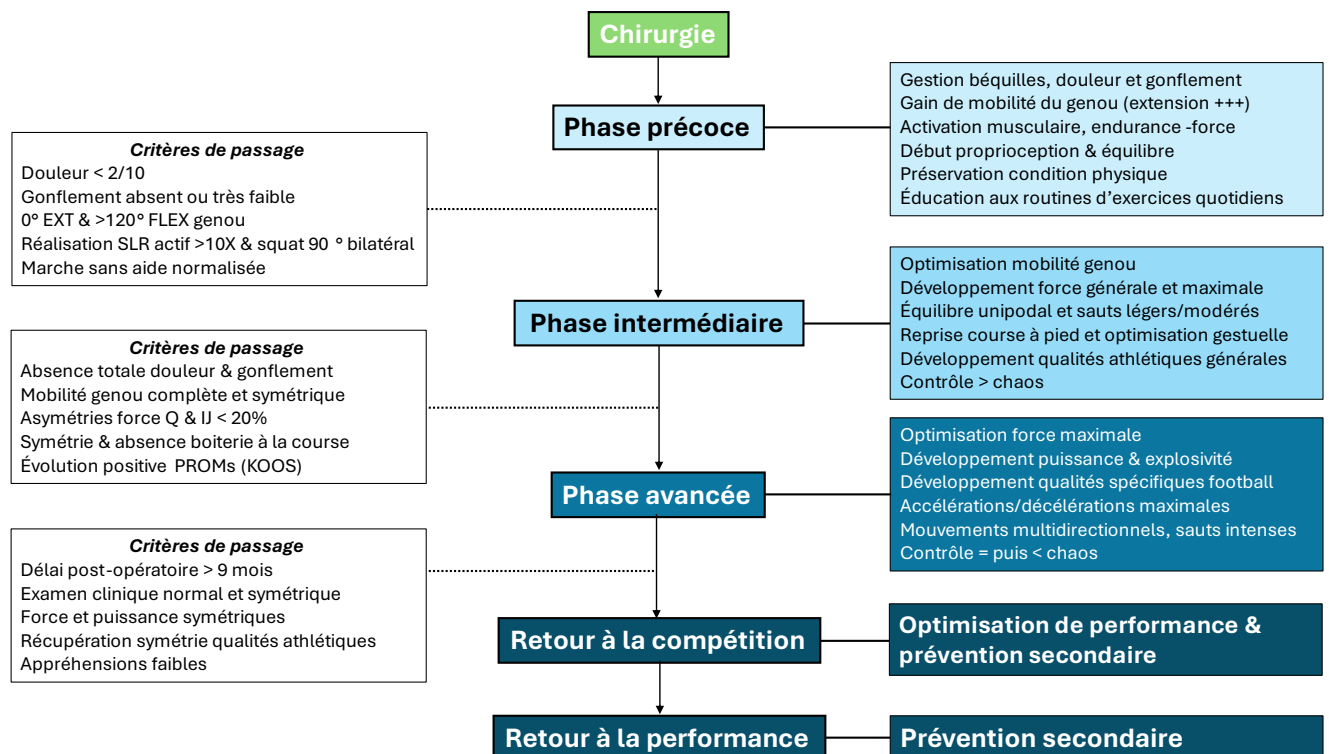 Chirurgie
Phase précoce
Gestion béquilles, douleur et gonflement
Gain de mobilité du genou (extension +++)
Activation musculaire, endurance -force
Début proprioception & équilibre
Préservation condition physique
Éducation aux routines d’exercices quotidiens
Critères de passage
Douleur < 2/10
Gonflement absent ou très faible
0° EXT & >120° FLEX genou
Réalisation SLR actif >10X & squat 90 ° bilatéral
Marche sans aide normalisée
Phase intermédiaire
Optimisation mobilité genou
Développement force générale et maximale
Équilibre unipodal et sauts légers/modérés
Reprise course à pied et optimisation gestuelle
Développement qualités athlétiques générales
Contrôle > chaos
Critères de passage
Absence totale douleur & gonflement
Mobilité genou complète et symétrique
Asymétries force Q & IJ < 20%
Symétrie & absence boiterie à la course
Évolution positive PROMs (KOOS)
Phase avancée
Optimisation force maximale
Développement puissance & explosivité
Développement qualités spécifiques football
Accélérations/décélérations maximales
Mouvements multidirectionnels, sauts intenses
Contrôle = puis < chaos
Critères de passage
Délai post-opératoire > 9 mois
Examen clinique normal et symétrique
Force et puissance symétriques
Récupération symétrie qualités athlétiques
Appréhensions faibles
Retour à la compétition
Optimisation de performance &
prévention secondaire
Retour à la performance
Prévention secondaire